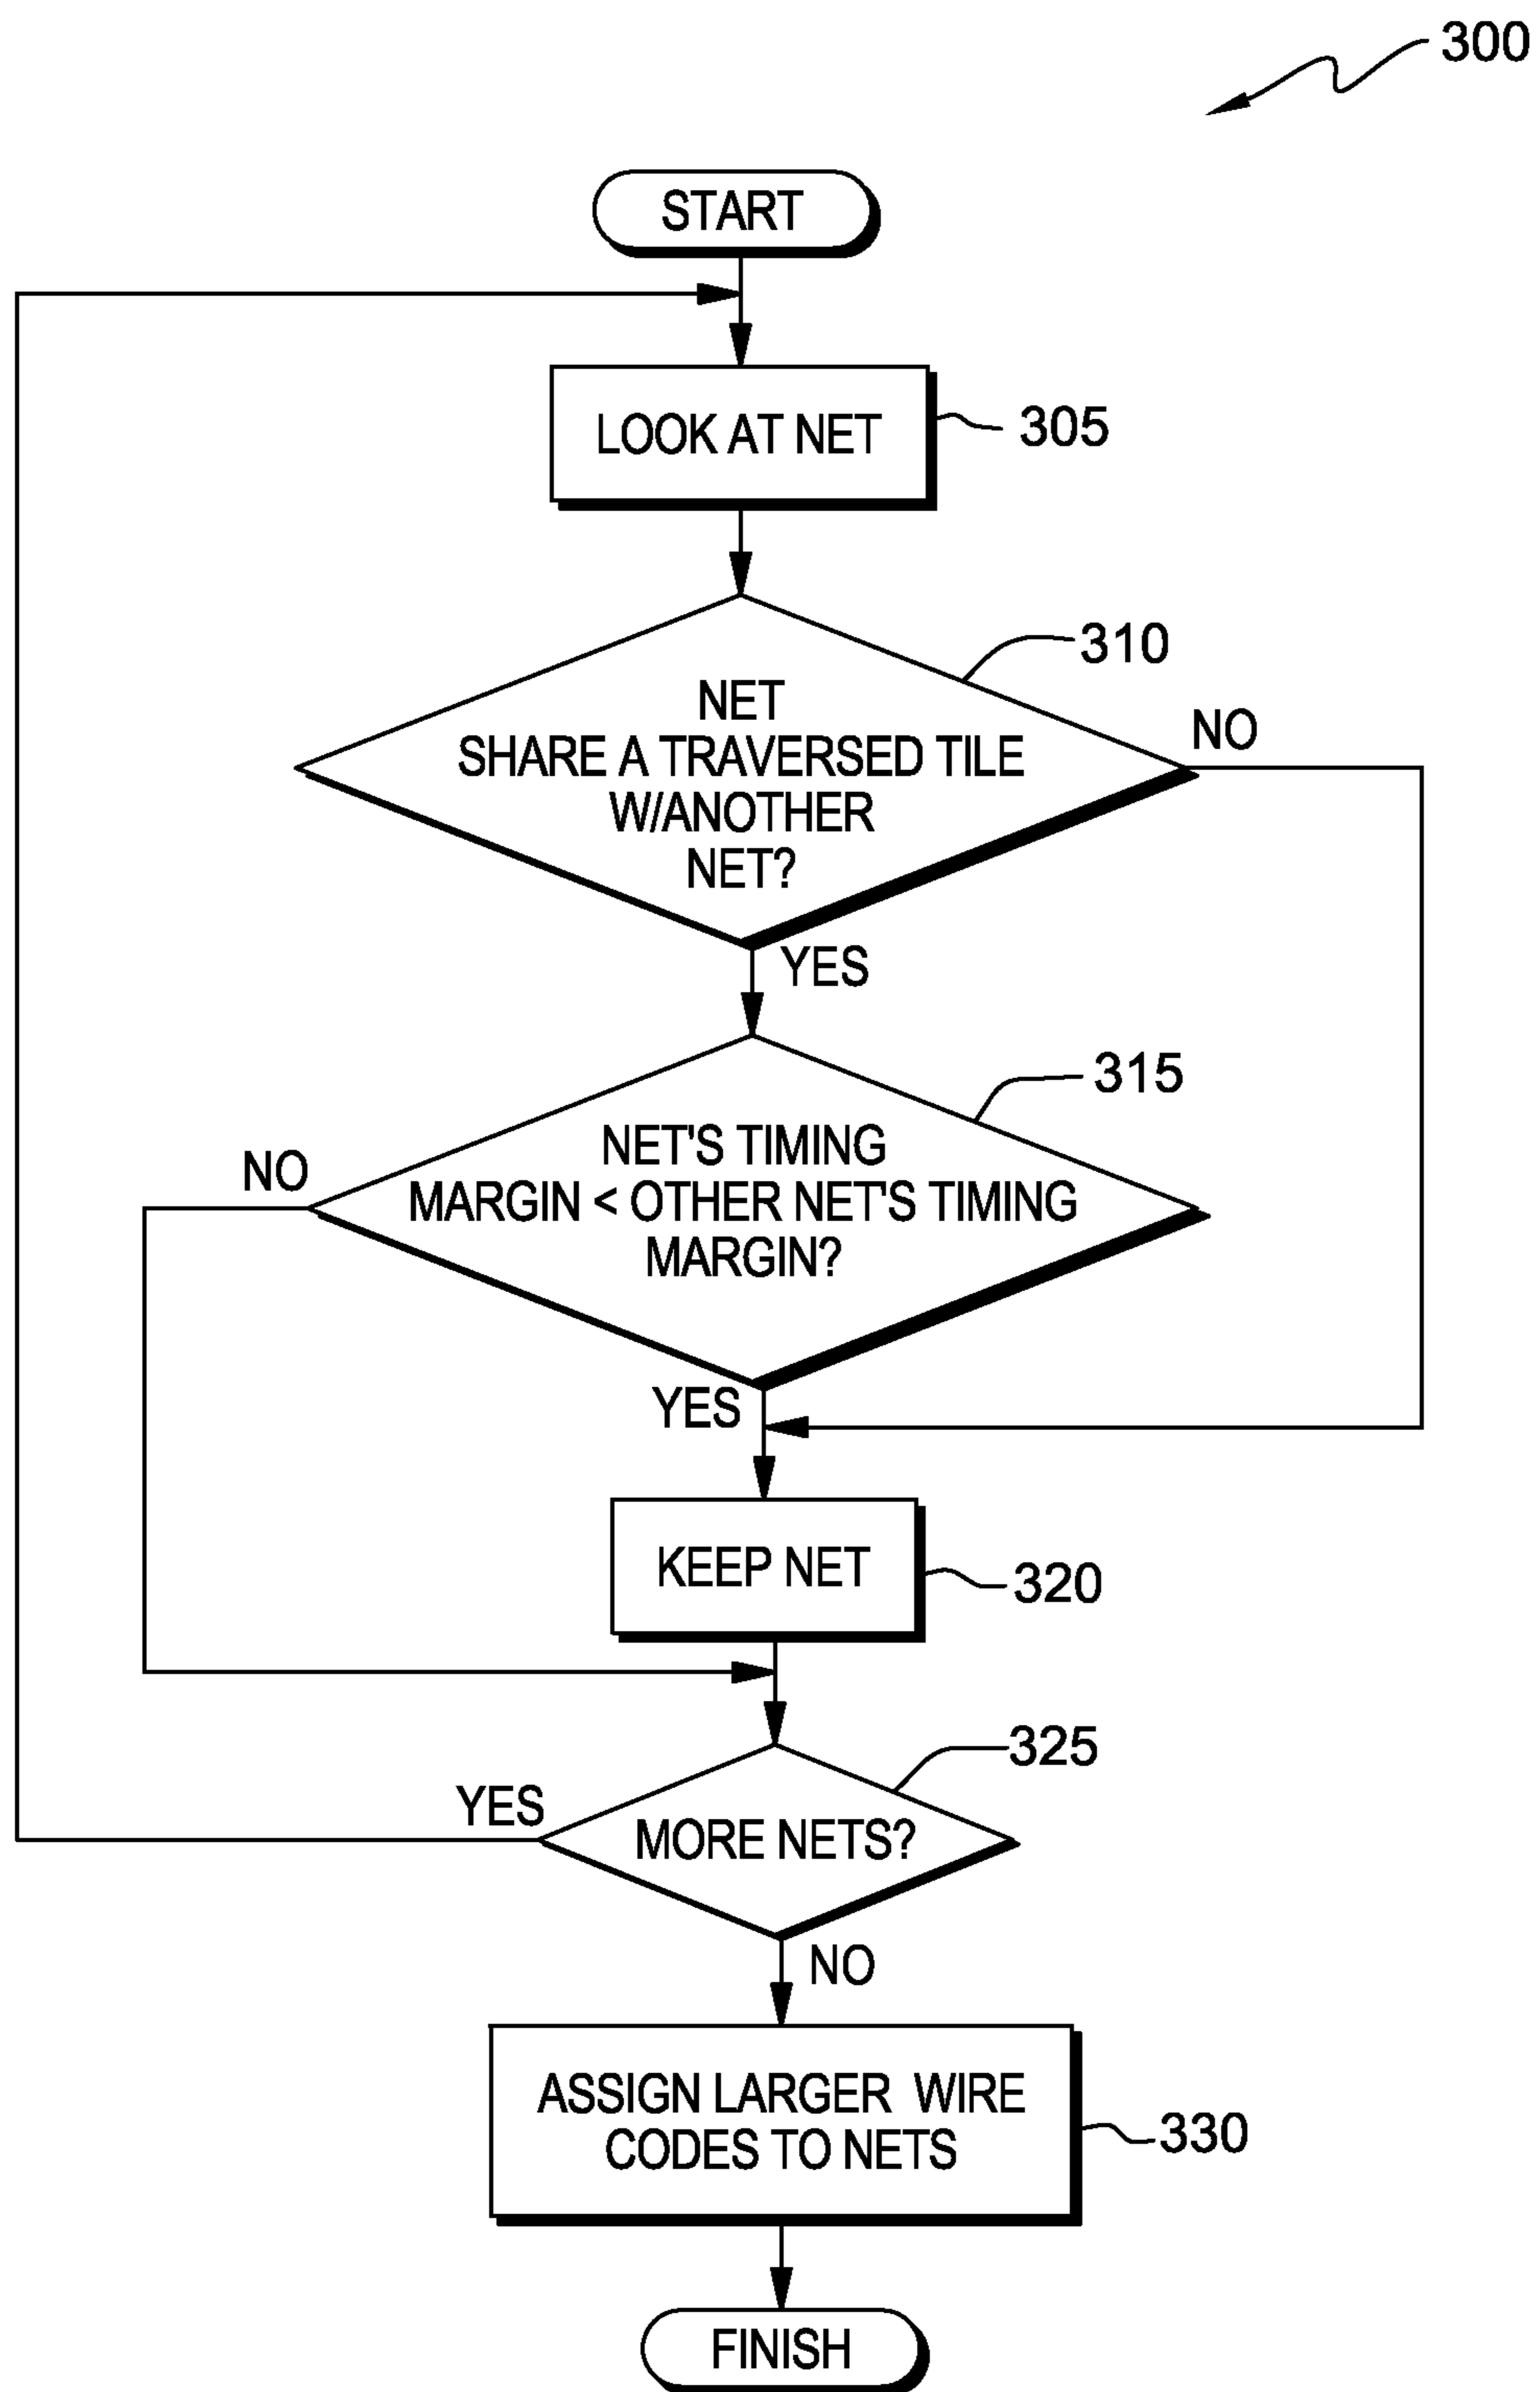 300
START
LOOK AT NET
305
310
NET
SHARE A TRAVERSED TILE
W/ANOTHER
NET?
NO
YES
315
NET'S TIMING
MARGIN < OTHER NET'S TIMING
MARGIN?
NO
YES
KEEP NET
320
325
YES
MORE NETS?
NO
ASSIGN LARGER WIRE
CODES TO NETS
330
FINISH